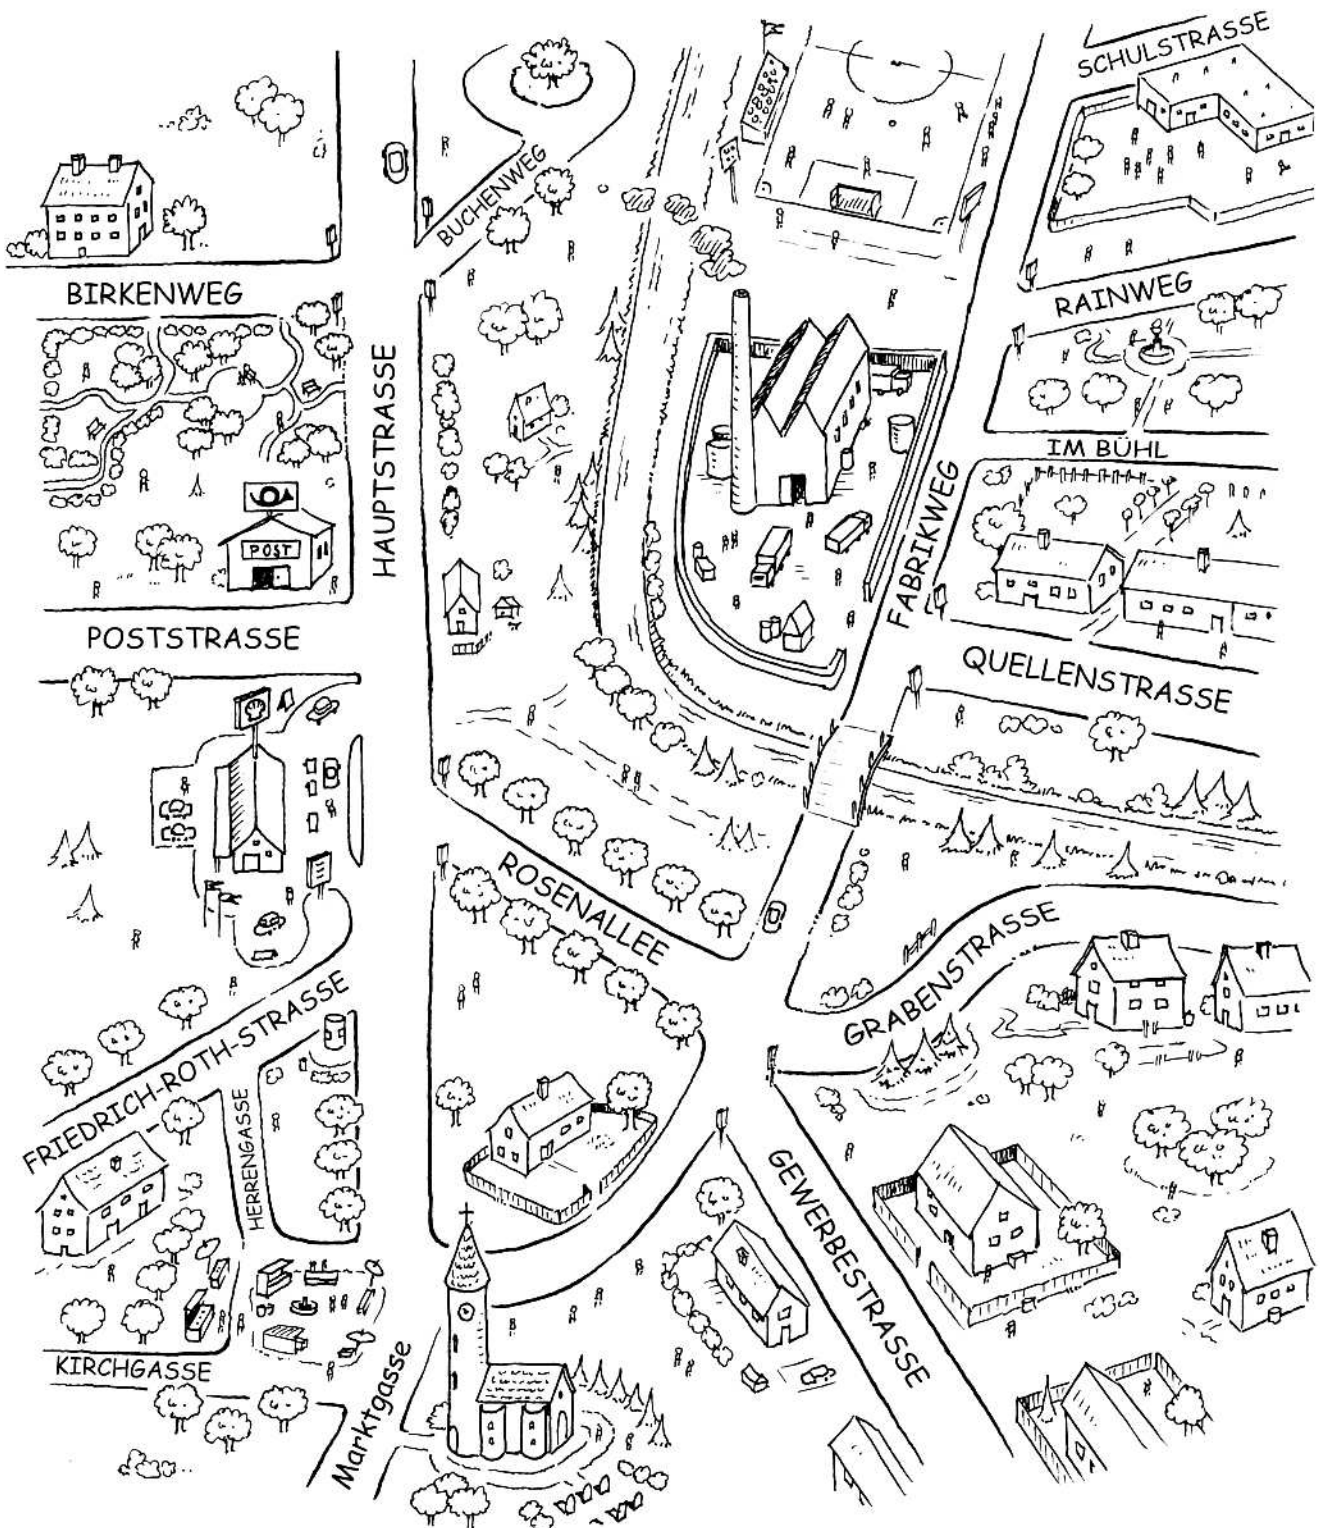 SCHULSTRASSE
BUCHENWEG
BIRKENWEG
RAINWEG
HAUPTSTRASSE
IM BÜHL
POST
FABRIKWEG
POSTSTRASSE
QUELLENSTRASSE
ROSENALLEE
GRABENSTRASSE
FRIEDRICH-ROTH-STRASSE
HERRENGASSE
GEWERBESTRASSE
KIRCHGASSE
Marktgasse